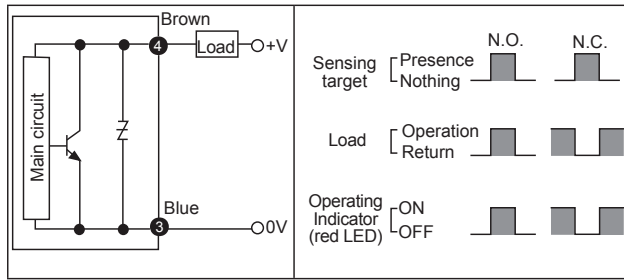 Brown
4
Load
+V
Main circuit
Blue
3
0V
N.O.
N.C.
Sensing target
Presence
Nothing
Load
Operation
Return
Operating Indicator (red LED)
ON
OFF